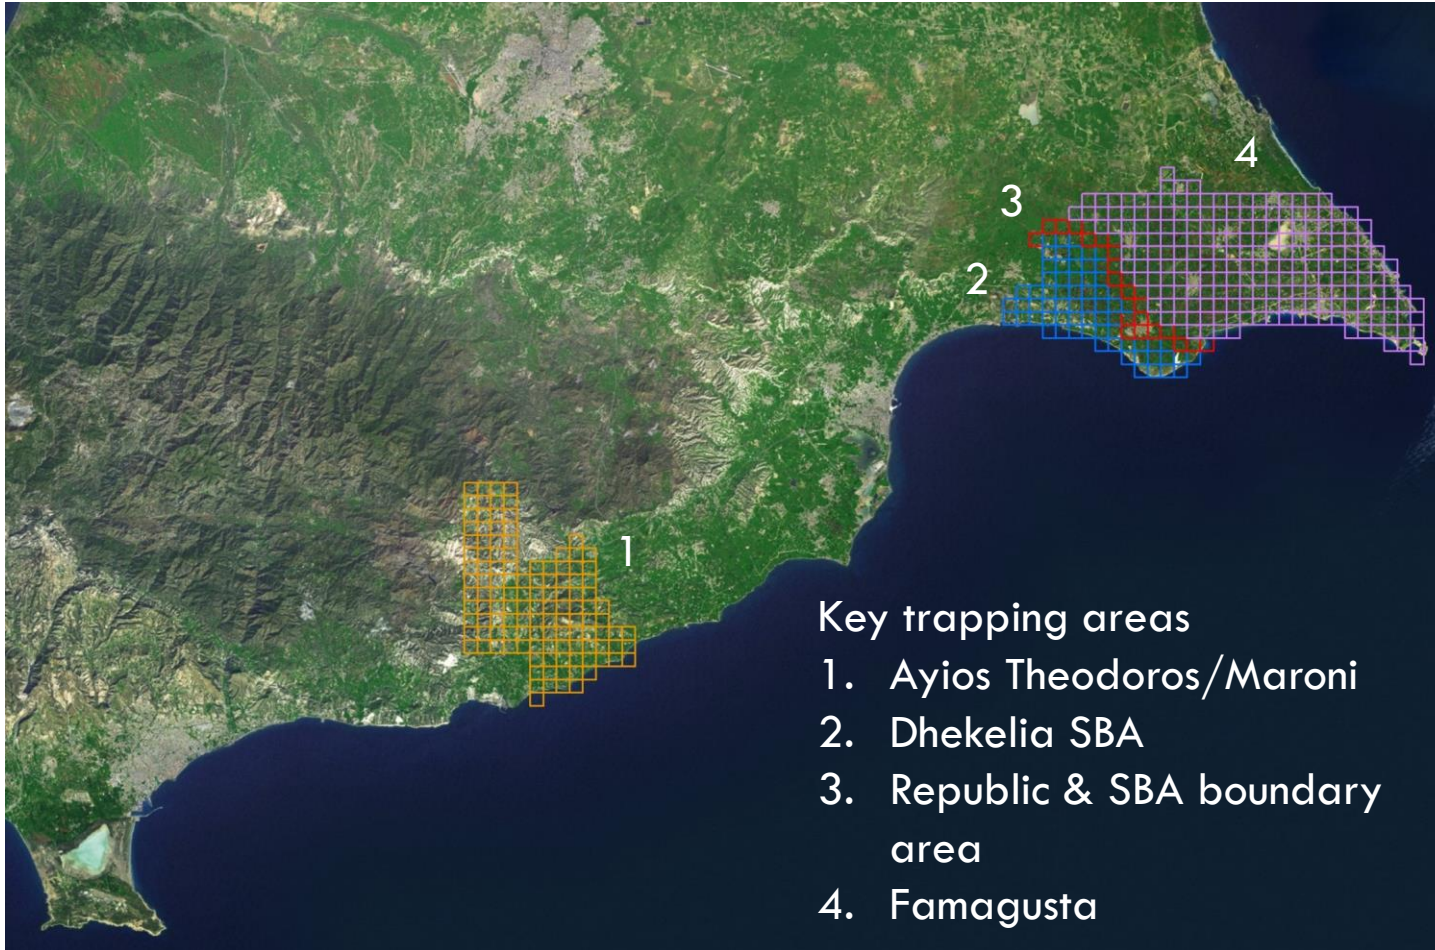 4
3
2
1
Key trapping areas
1. Ayios Theodoros/Maroni
2. Dhekelia SBA
3. Republic & SBA boundary
area
4. Famagusta